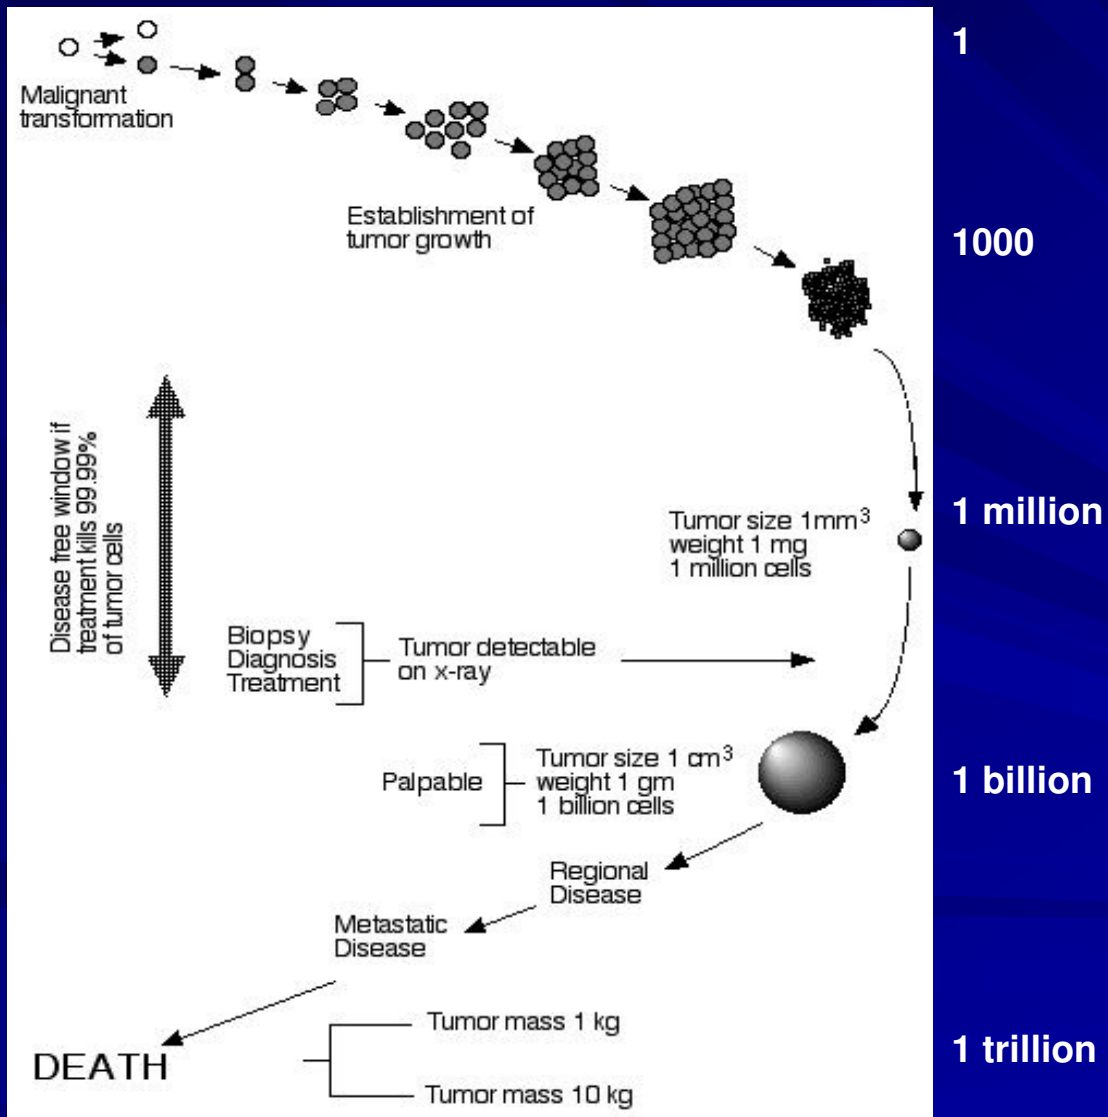 1
Malignant
transformation
Establishment of
tumor growth
1000
Disease free window if
treatment kills 99.99%
of tumor cells
Tumor size 1mm³
weight 1 mg
1 million cells
1 million
Biopsy
Diagnosis
Treatment
Tumor detectable
on x-ray
Palpable
Tumor size 1 cm³
weight 1 gm
1 billion cells
1 billion
Regional
Disease
Metastatic
Disease
DEATH
Tumor mass 1 kg
Tumor mass 10 kg
1 trillion